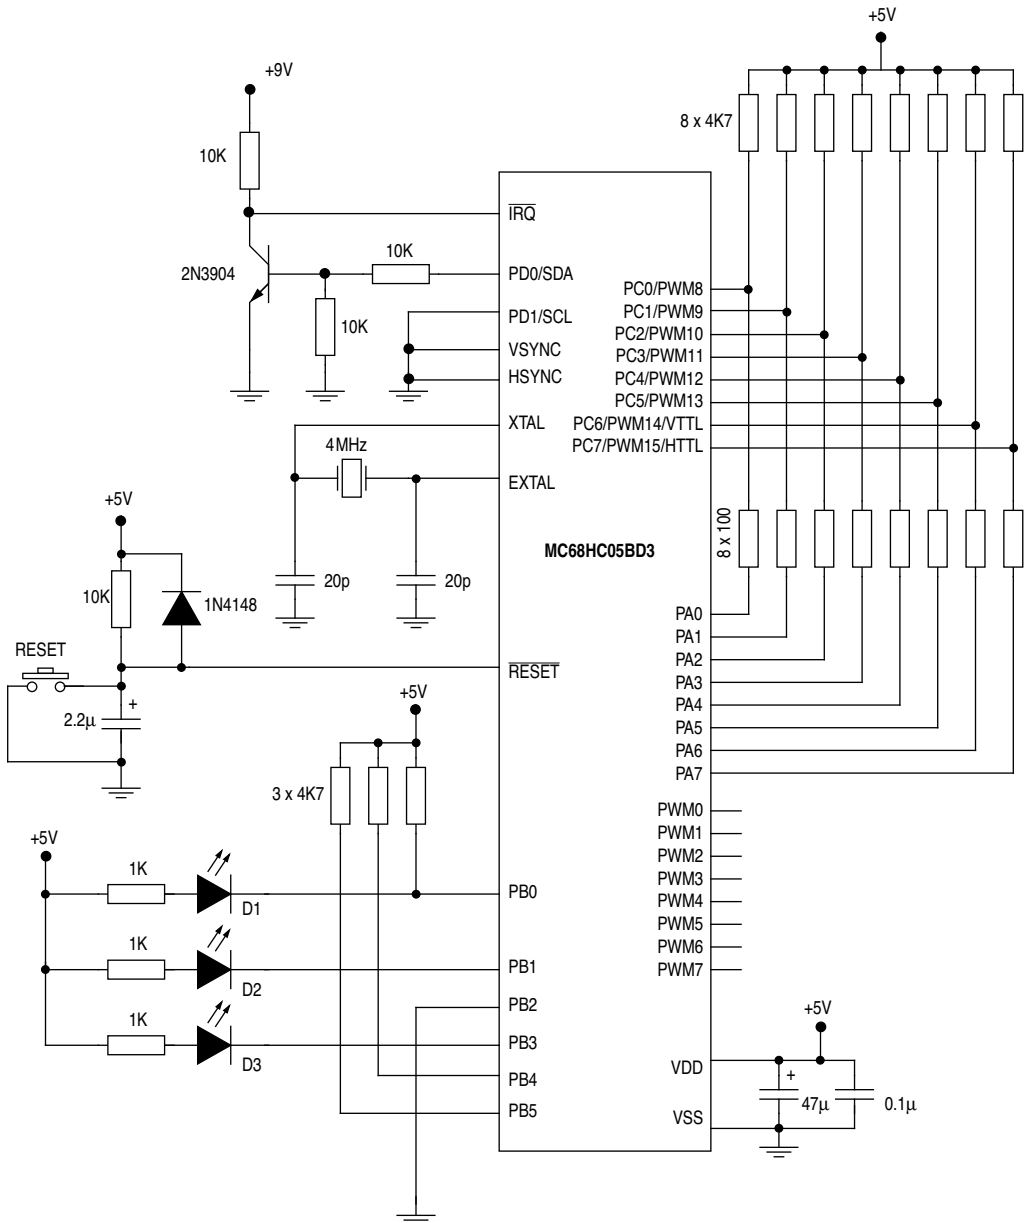 +5V
+9V
8 x 4K7
10K
IRQ
2N3904
10K
PD0/SDA
10K
PC0/PWM8
PD1/SCL
PC1/PWM9
PC2/PWM10
VSYNC
PC3/PWM11
HSYNC
PC4/PWM12
PC5/PWM13
XTAL
PC6/PWM14/VTTL
4MHz
PC7/PWM15/HTTL
EXTAL
+5V
8 x 100
MC68HC05BD3
20p
20p
10K
1N4148
PA0
PA1
RESET
PA2
RESET
PA3
+5V
PA4
+
2.2µ
PA5
PA6
PA7
3 x 4K7
PWM0
PWM1
+5V
PWM2
1K
PWM3
PB0
PWM4
D1
PWM5
1K
PWM6
PB1
PWM7
D2
PB2
+5V
1K
PB3
D3
VDD
PB4
+
47µ
0.1µ
PB5
VSS